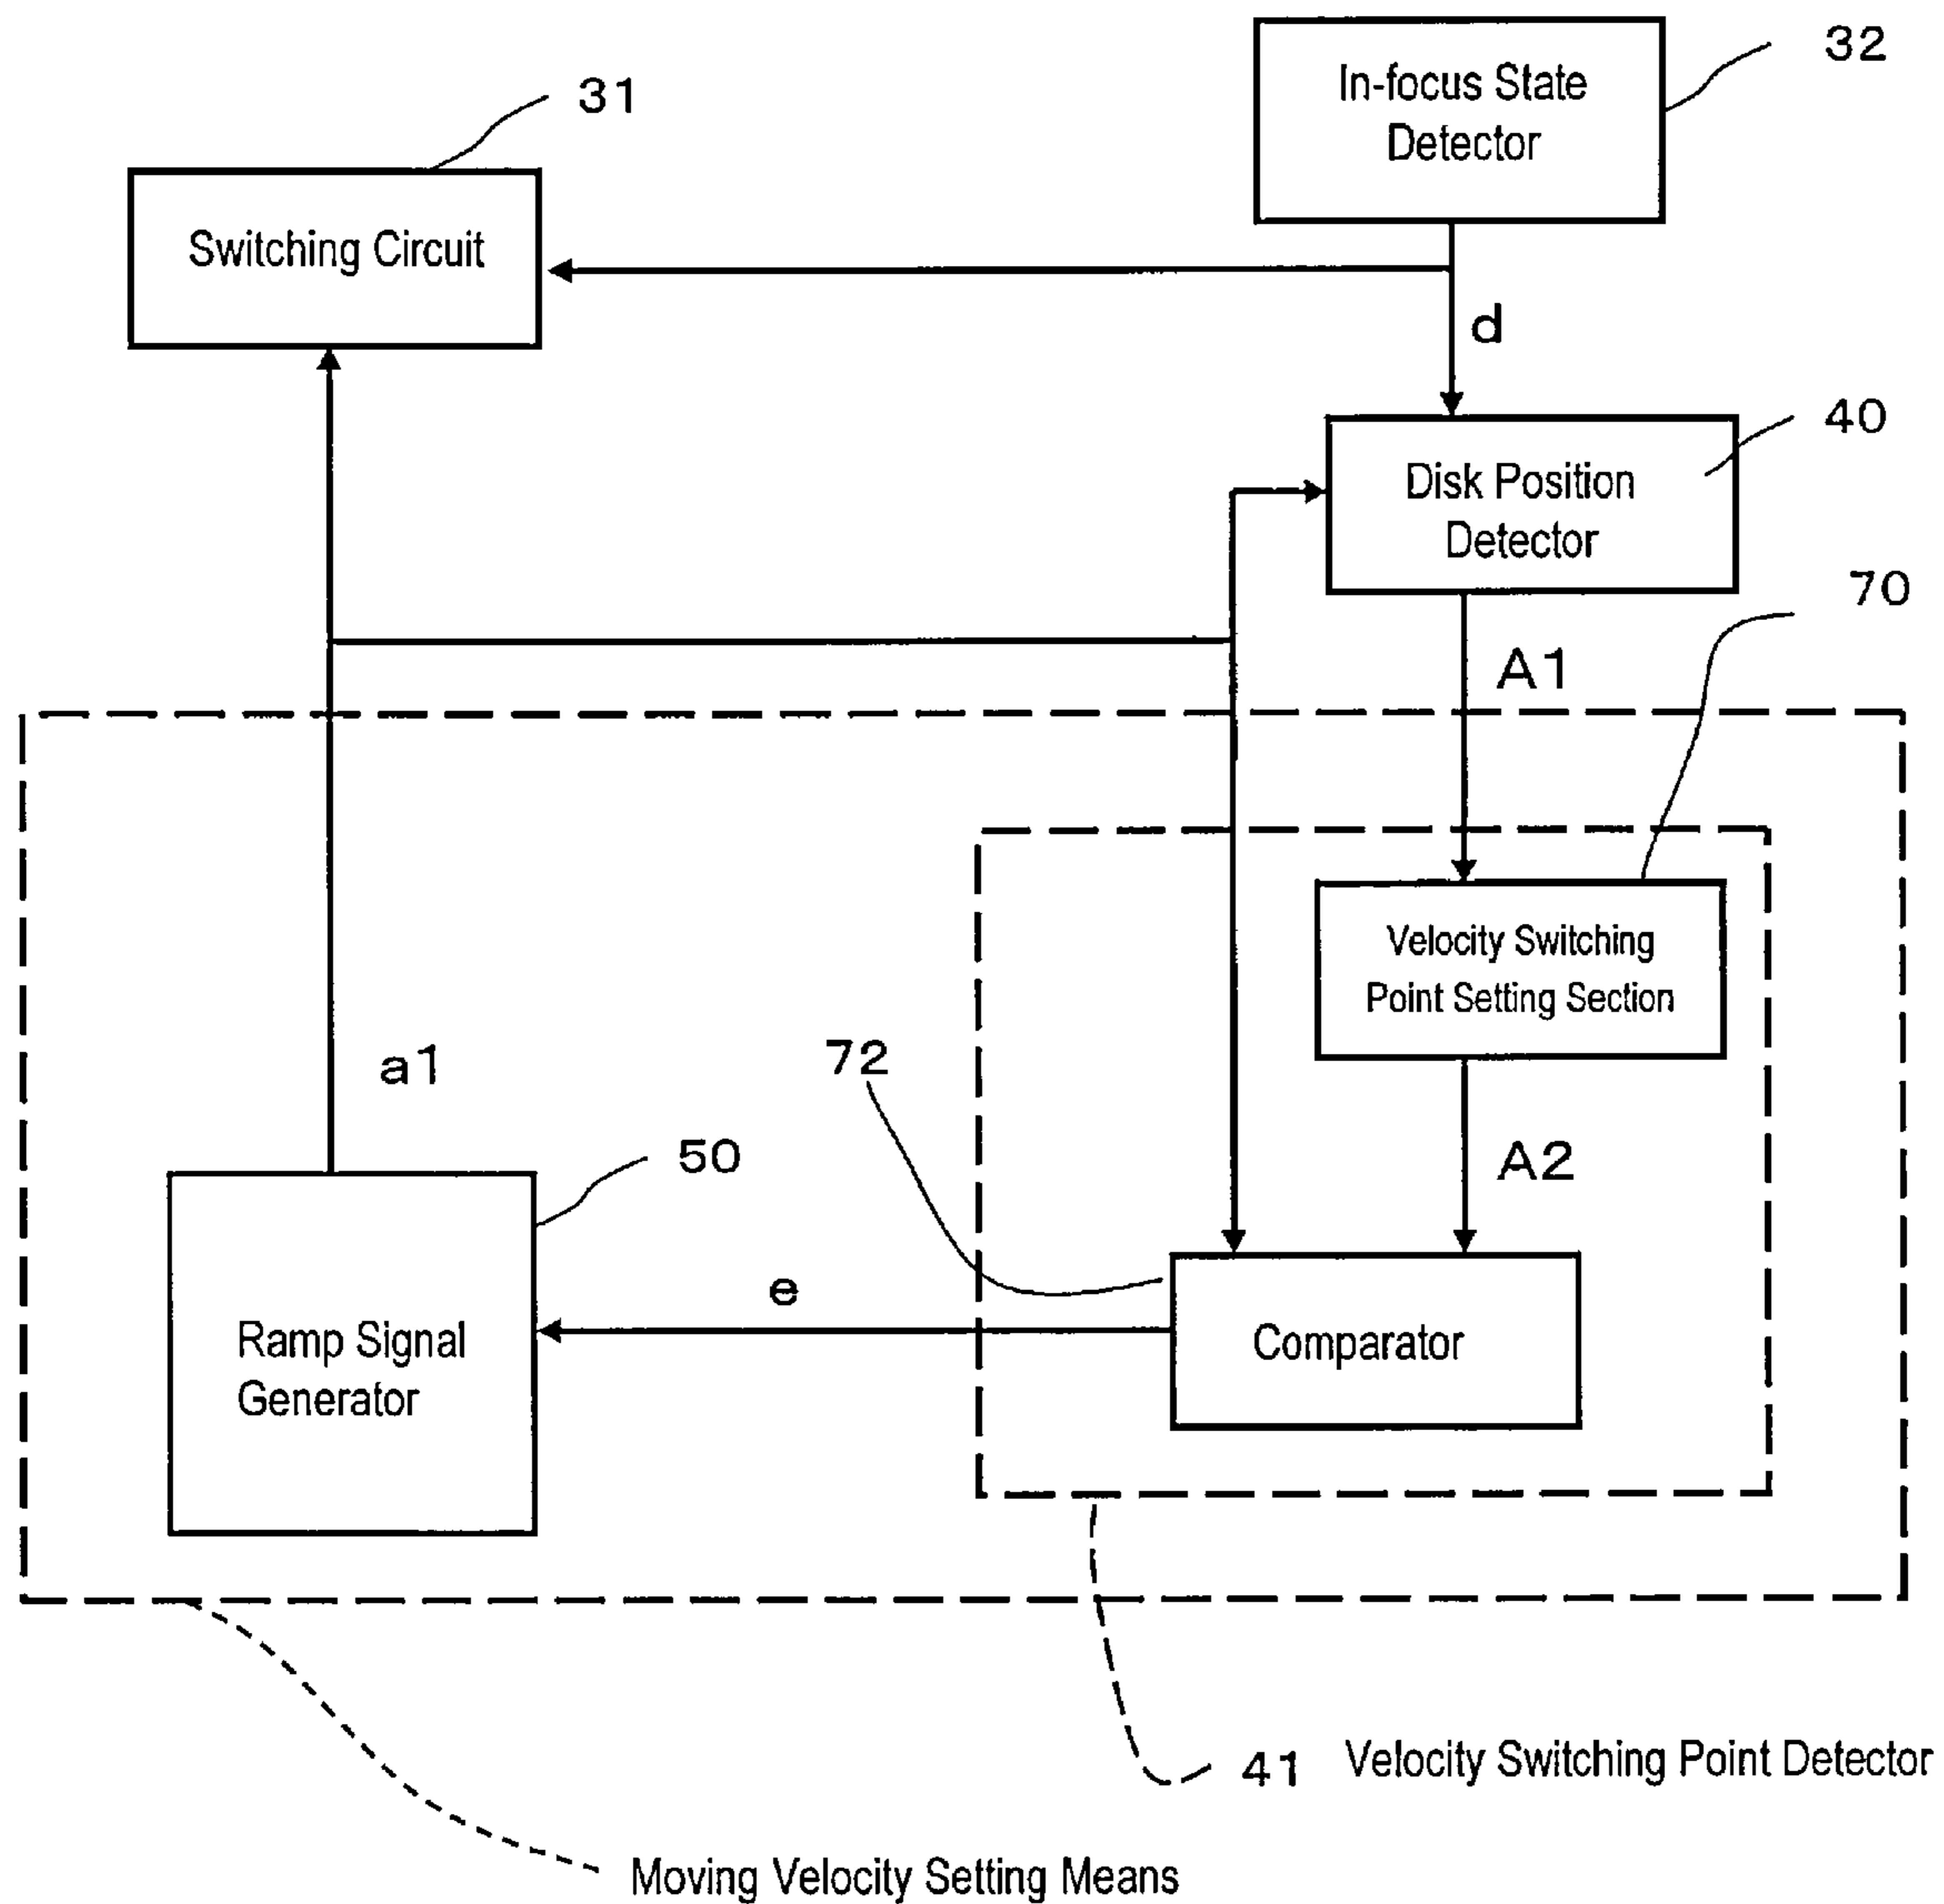 32
In-focus State
Detector
31
Switching Circuit
d
40
Disk Position
Detector
70
A1
Velocity Switching
Point Setting Section
72
a1
A2
50
e
Ramp Signal
Generator
Comparator
41 Velocity Switching Point Detector
Moving Velocity Setting Means